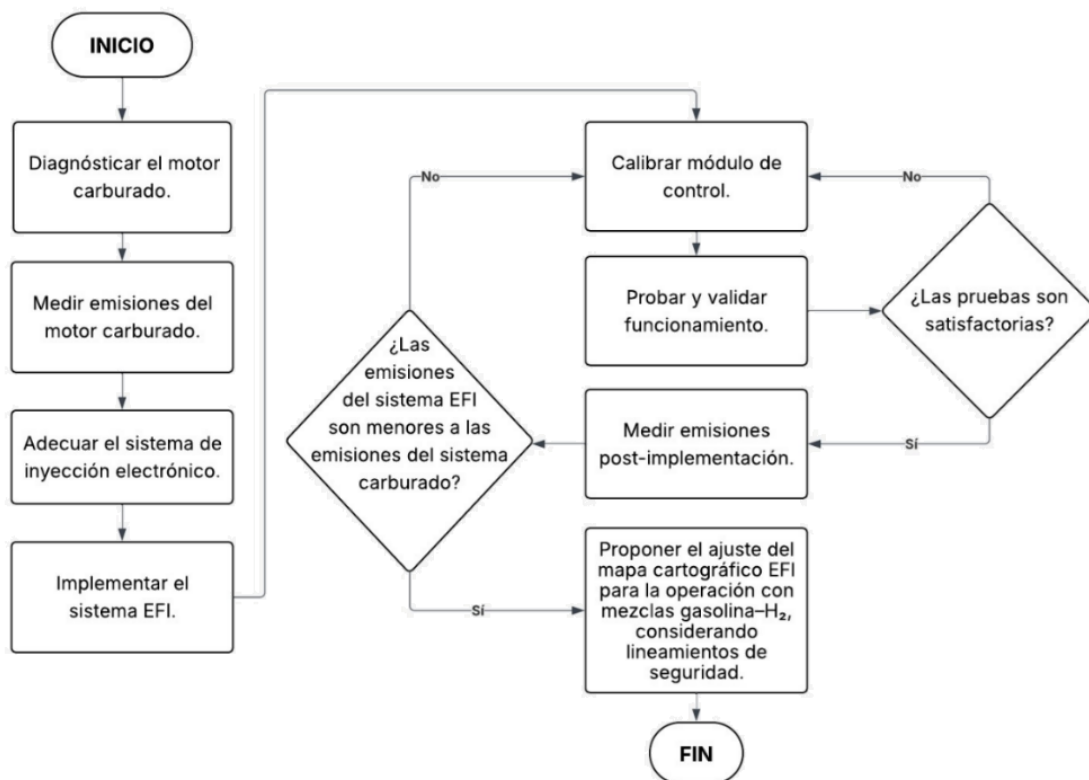 INICIO
Diagnósticar el motor
carburado.
Medir emisiones del
motor carburado.
Adecuar el sistema de
inyección electrónico.
Implementar el
sistema EFI.
Calibrar módulo de
control.
Probar y validar
funcionamiento.
¿Las pruebas son
satisfactorias?
No
Sí
Medir emisiones
post-implementación.
¿Las
emisiones
del sistema EFI
son menores a las
emisiones del sistema
carburado?
No
Sí
Proponer el ajuste del
mapa cartográfico EFI
para la operación con
mezclas gasolina–H₂,
considerando
lineamientos de
seguridad.
FIN